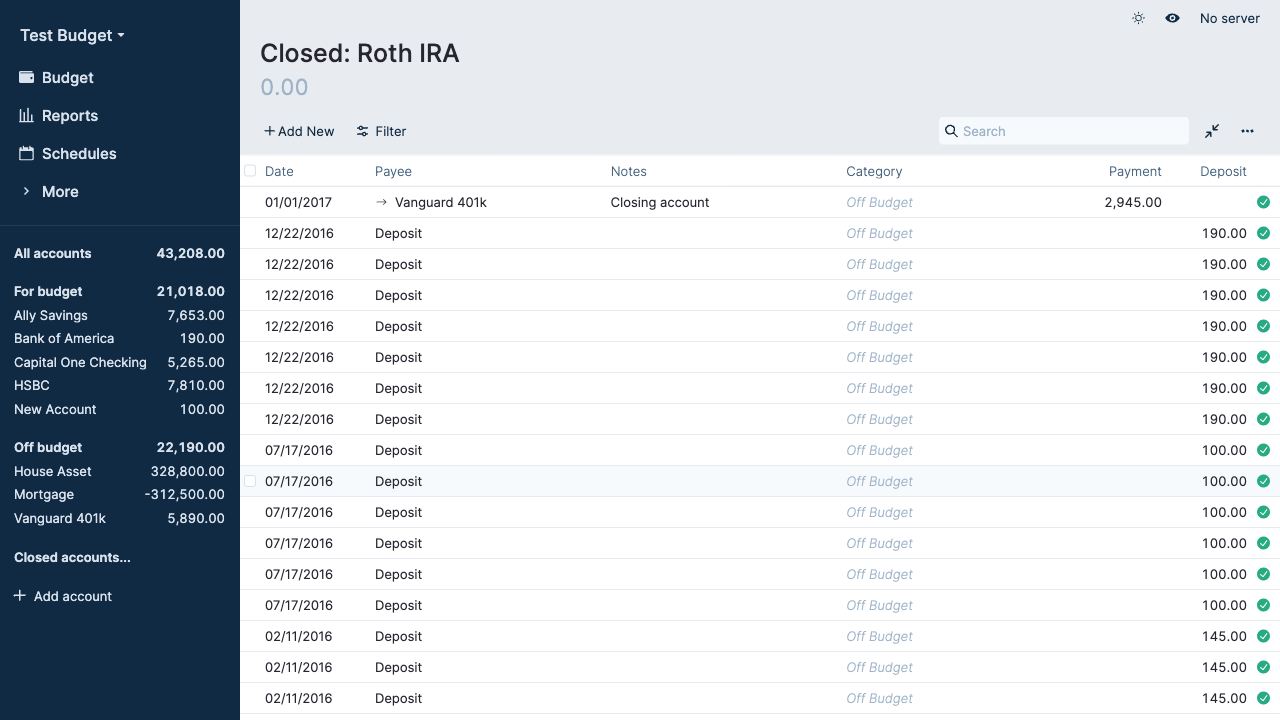 Test Budget
Budget
Reports
Schedules
More
All accounts 43,208.00
For budget 21,018.00
Ally Savings 7,653.00
Bank of America 190.00
Capital One Checking 5,265.00
HSBC 7,810.00
New Account 100.00
Off budget 22,190.00
House Asset 328,800.00
Mortgage -312,500.00
Vanguard 401k 5,890.00
Closed accounts...
Add account
No server
Closed: Roth IRA
0.00
Add New Filter Search
Date Payee Notes Category Payment Deposit
01/01/2017 → Vanguard 401k Closing account Off Budget 2,945.00
12/22/2016 Deposit Off Budget 190.00
12/22/2016 Deposit Off Budget 190.00
12/22/2016 Deposit Off Budget 190.00
12/22/2016 Deposit Off Budget 190.00
12/22/2016 Deposit Off Budget 190.00
12/22/2016 Deposit Off Budget 190.00
12/22/2016 Deposit Off Budget 190.00
07/17/2016 Deposit Off Budget 100.00
07/17/2016 Deposit Off Budget 100.00
07/17/2016 Deposit Off Budget 100.00
07/17/2016 Deposit Off Budget 100.00
07/17/2016 Deposit Off Budget 100.00
07/17/2016 Deposit Off Budget 100.00
02/11/2016 Deposit Off Budget 145.00
02/11/2016 Deposit Off Budget 145.00
02/11/2016 Deposit Off Budget 145.00